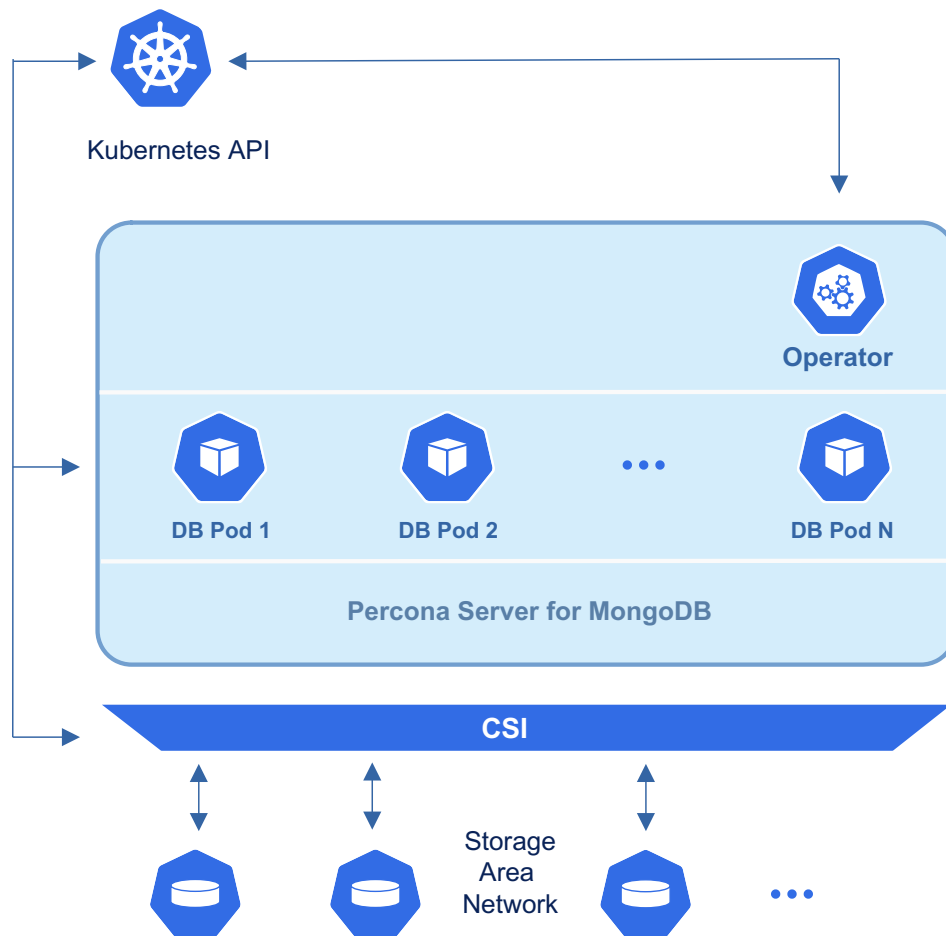 Kubernetes API
Operator
DB Pod 1
DB Pod 2
DB Pod N
Percona Server for MongoDB
CSI
Storage
Area
Network